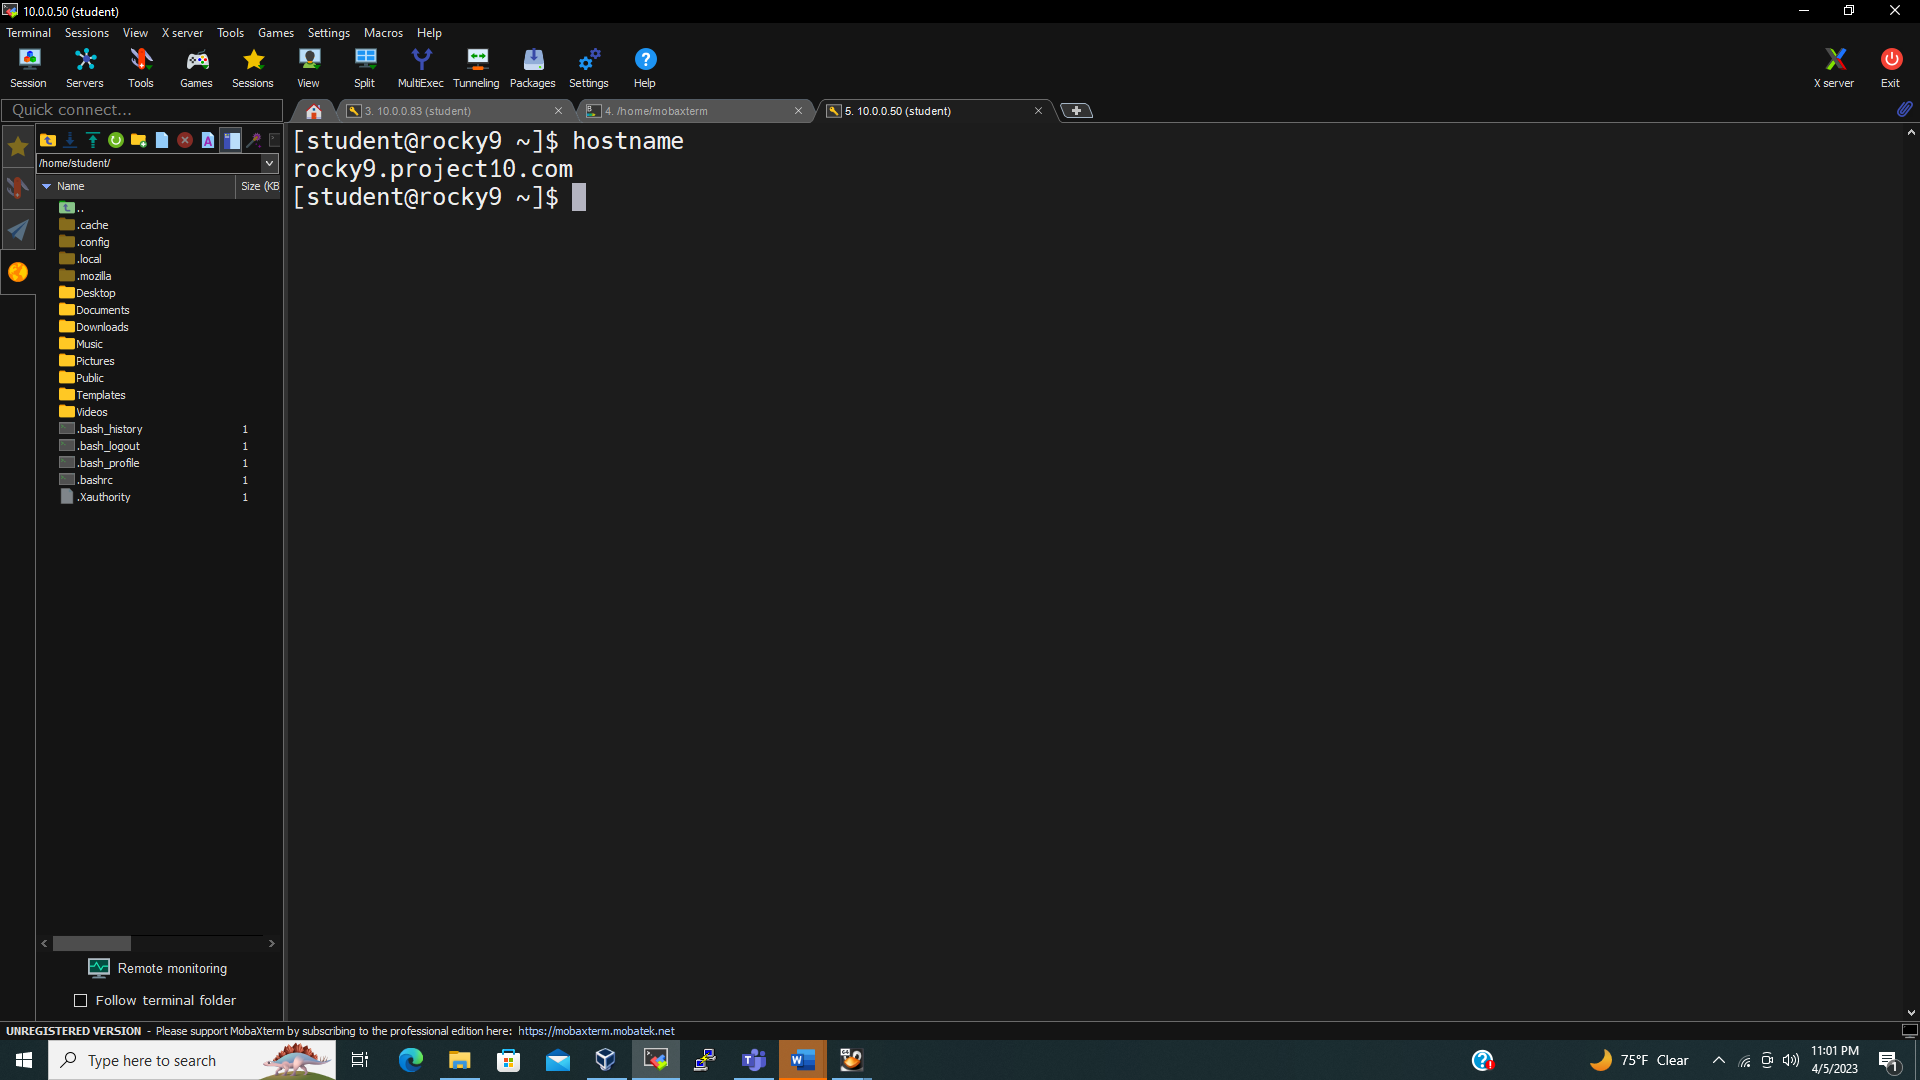 10.0.0.50 (student)
Terminal Sessions View X server Tools Games Settings Macros Help
Session Servers Tools Games Sessions View Split MultiExec Tunneling Packages Settings Help X server Exit
Quick connect...
3. 10.0.0.83 (student)
4. /home/mobaxterm
5. 10.0.0.50 (student)
/home/student/
Name Size (KB
..
.cache
.config
.local
.mozilla
Desktop
Documents
Downloads
Music
Pictures
Public
Templates
Videos
.bash_history 1
.bash_logout 1
.bash_profile 1
.bashrc 1
.Xauthority 1
Remote monitoring
Follow terminal folder
[student@rocky9 ~]$ hostname
rocky9.project10.com
[student@rocky9 ~]$
UNREGISTERED VERSION - Please support MobaXterm by subscribing to the professional edition here: https://mobaxterm.mobatek.net
Type here to search
75°F Clear
11:01 PM
4/5/2023
1